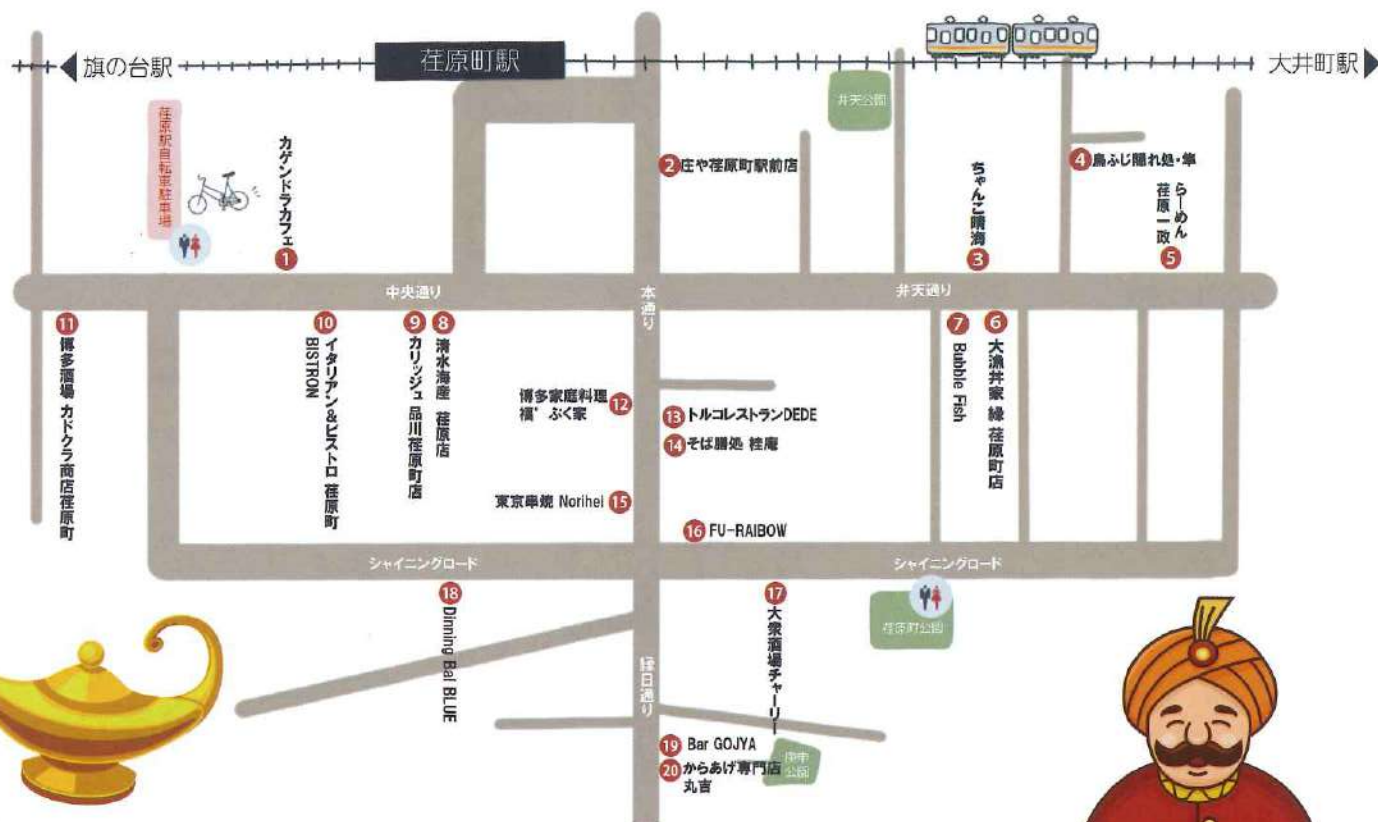 旗の台駅
荏原町駅
大井町駅
荏原駅自転車駐車場
井天公園
カゲンドラカフェ
1
2 庄や荏原町駅前店
ちゃんこ晴海
3
4 鳥ふじ隠れ処・隼
らーめん
荏原一政
5
中央通り
本通り
弁天通り
11
博多酒場 カドクラ商店荏原町
10
イタリアン&ビストロ 荏原町
BISTRON
9
カリッジュ 品川荏原町店
8
清水海産 荏原店
7
Bubble Fish
6
大漁丼家 縁 荏原町店
博多家庭料理
福゛ぷく家
12
13 トルコレストランDEDE
14 そば膳処 桂庵
東京串焼 Norihei 15
16 FU-RAIBOW
シャイニングロード
シャイニングロード
18
Dinning Bal BLUE
17
大衆酒場チャーリー
荏原町公園
縁日通り
19 Bar GOJYA
20 からあげ専門店
丸吉
庚申
公園